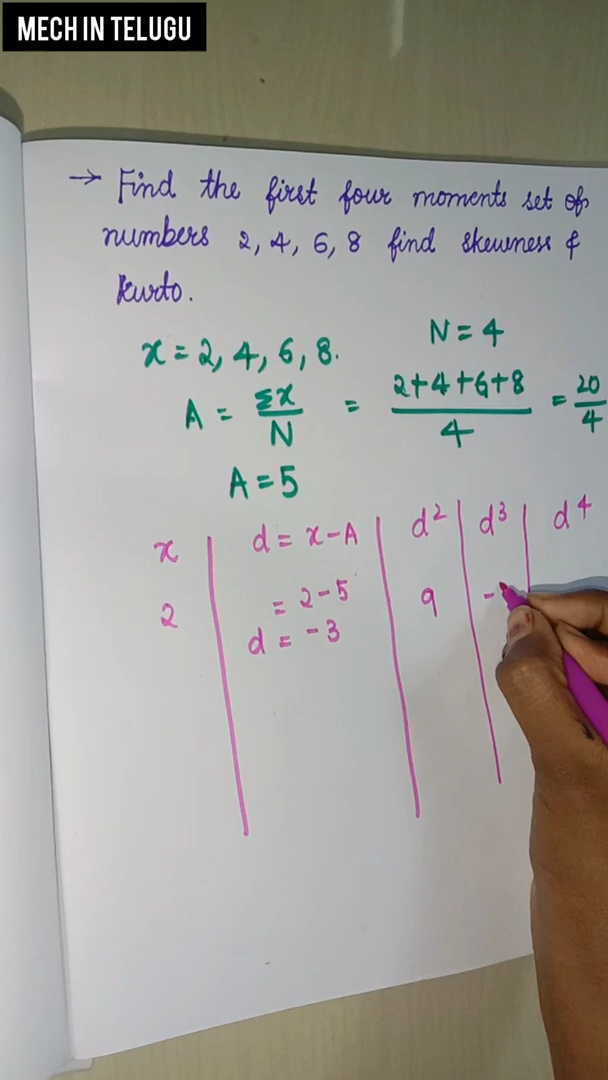 MECH IN TELUGU
→ Find the first four moments set of
numbers 2, 4, 6, 8 find skewness &
kurto.
x = 2, 4, 6, 8. N = 4
A = Σx/N = 2+4+6+8/4 = 20/4
A = 5
x d = x - A d² d³ d⁴
2 = 2 - 5 9 -
d = -3